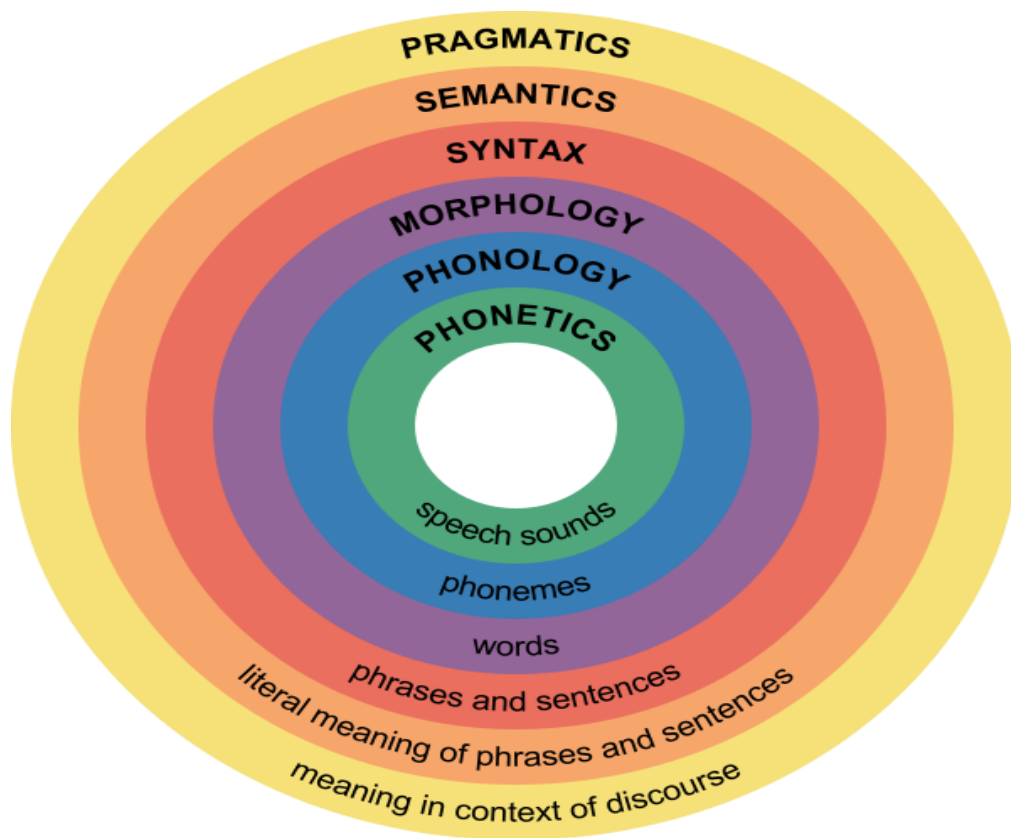 PRAGMATICS
SEMANTICS
SYNTAX
MORPHOLOGY
PHONOLOGY
PHONETICS
speech sounds
phonemes
words
phrases and sentences
literal meaning of phrases and sentences
meaning in context of discourse